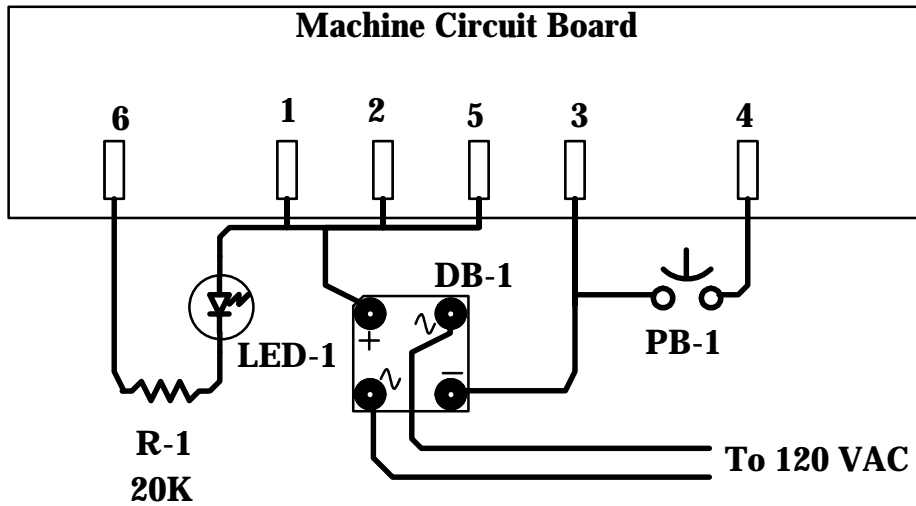 Machine Circuit Board
6 1 2 5 3 4
DB-1
+
LED-1
PB-1
−
R-1
20K
To 120 VAC